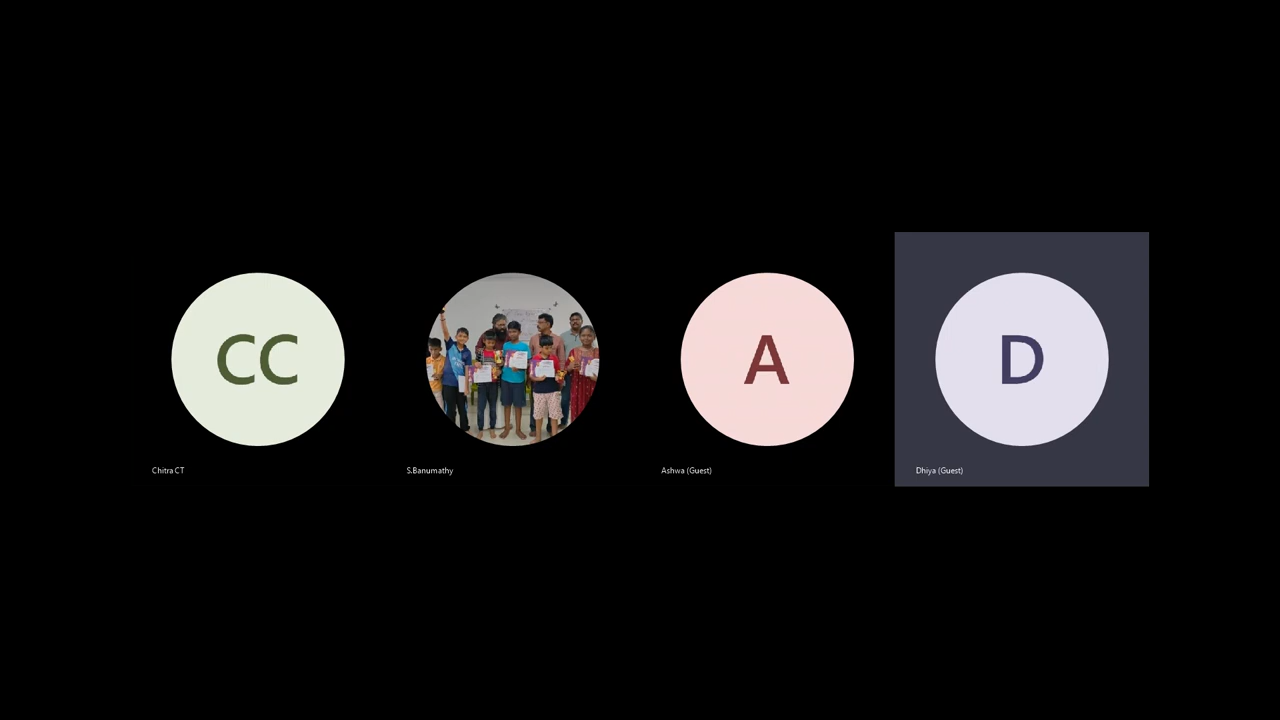 CC
A
D
Chitra CT
S.Banumathy
Ashwa (Guest)
Dhiya (Guest)